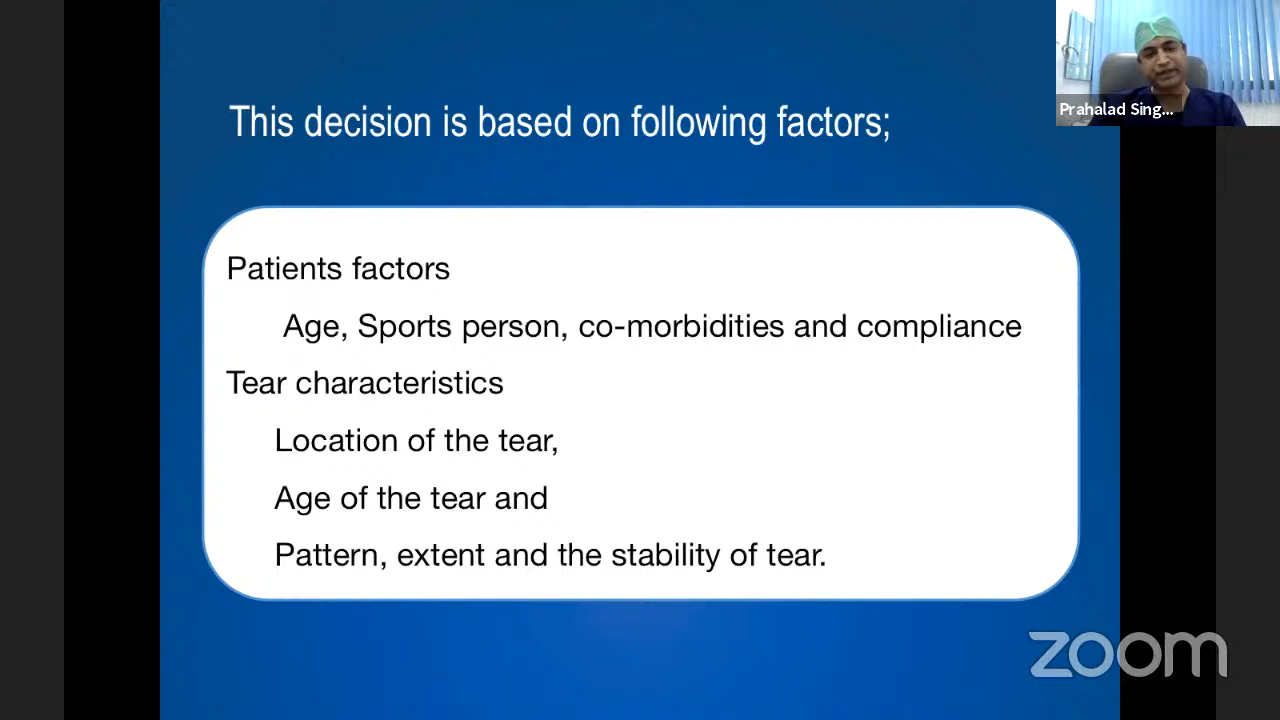 This decision is based on following factors;
Prahalad Sing...
Patients factors
Age, Sports person, co-morbidities and compliance
Tear characteristics
Location of the tear,
Age of the tear and
Pattern, extent and the stability of tear.
zoom